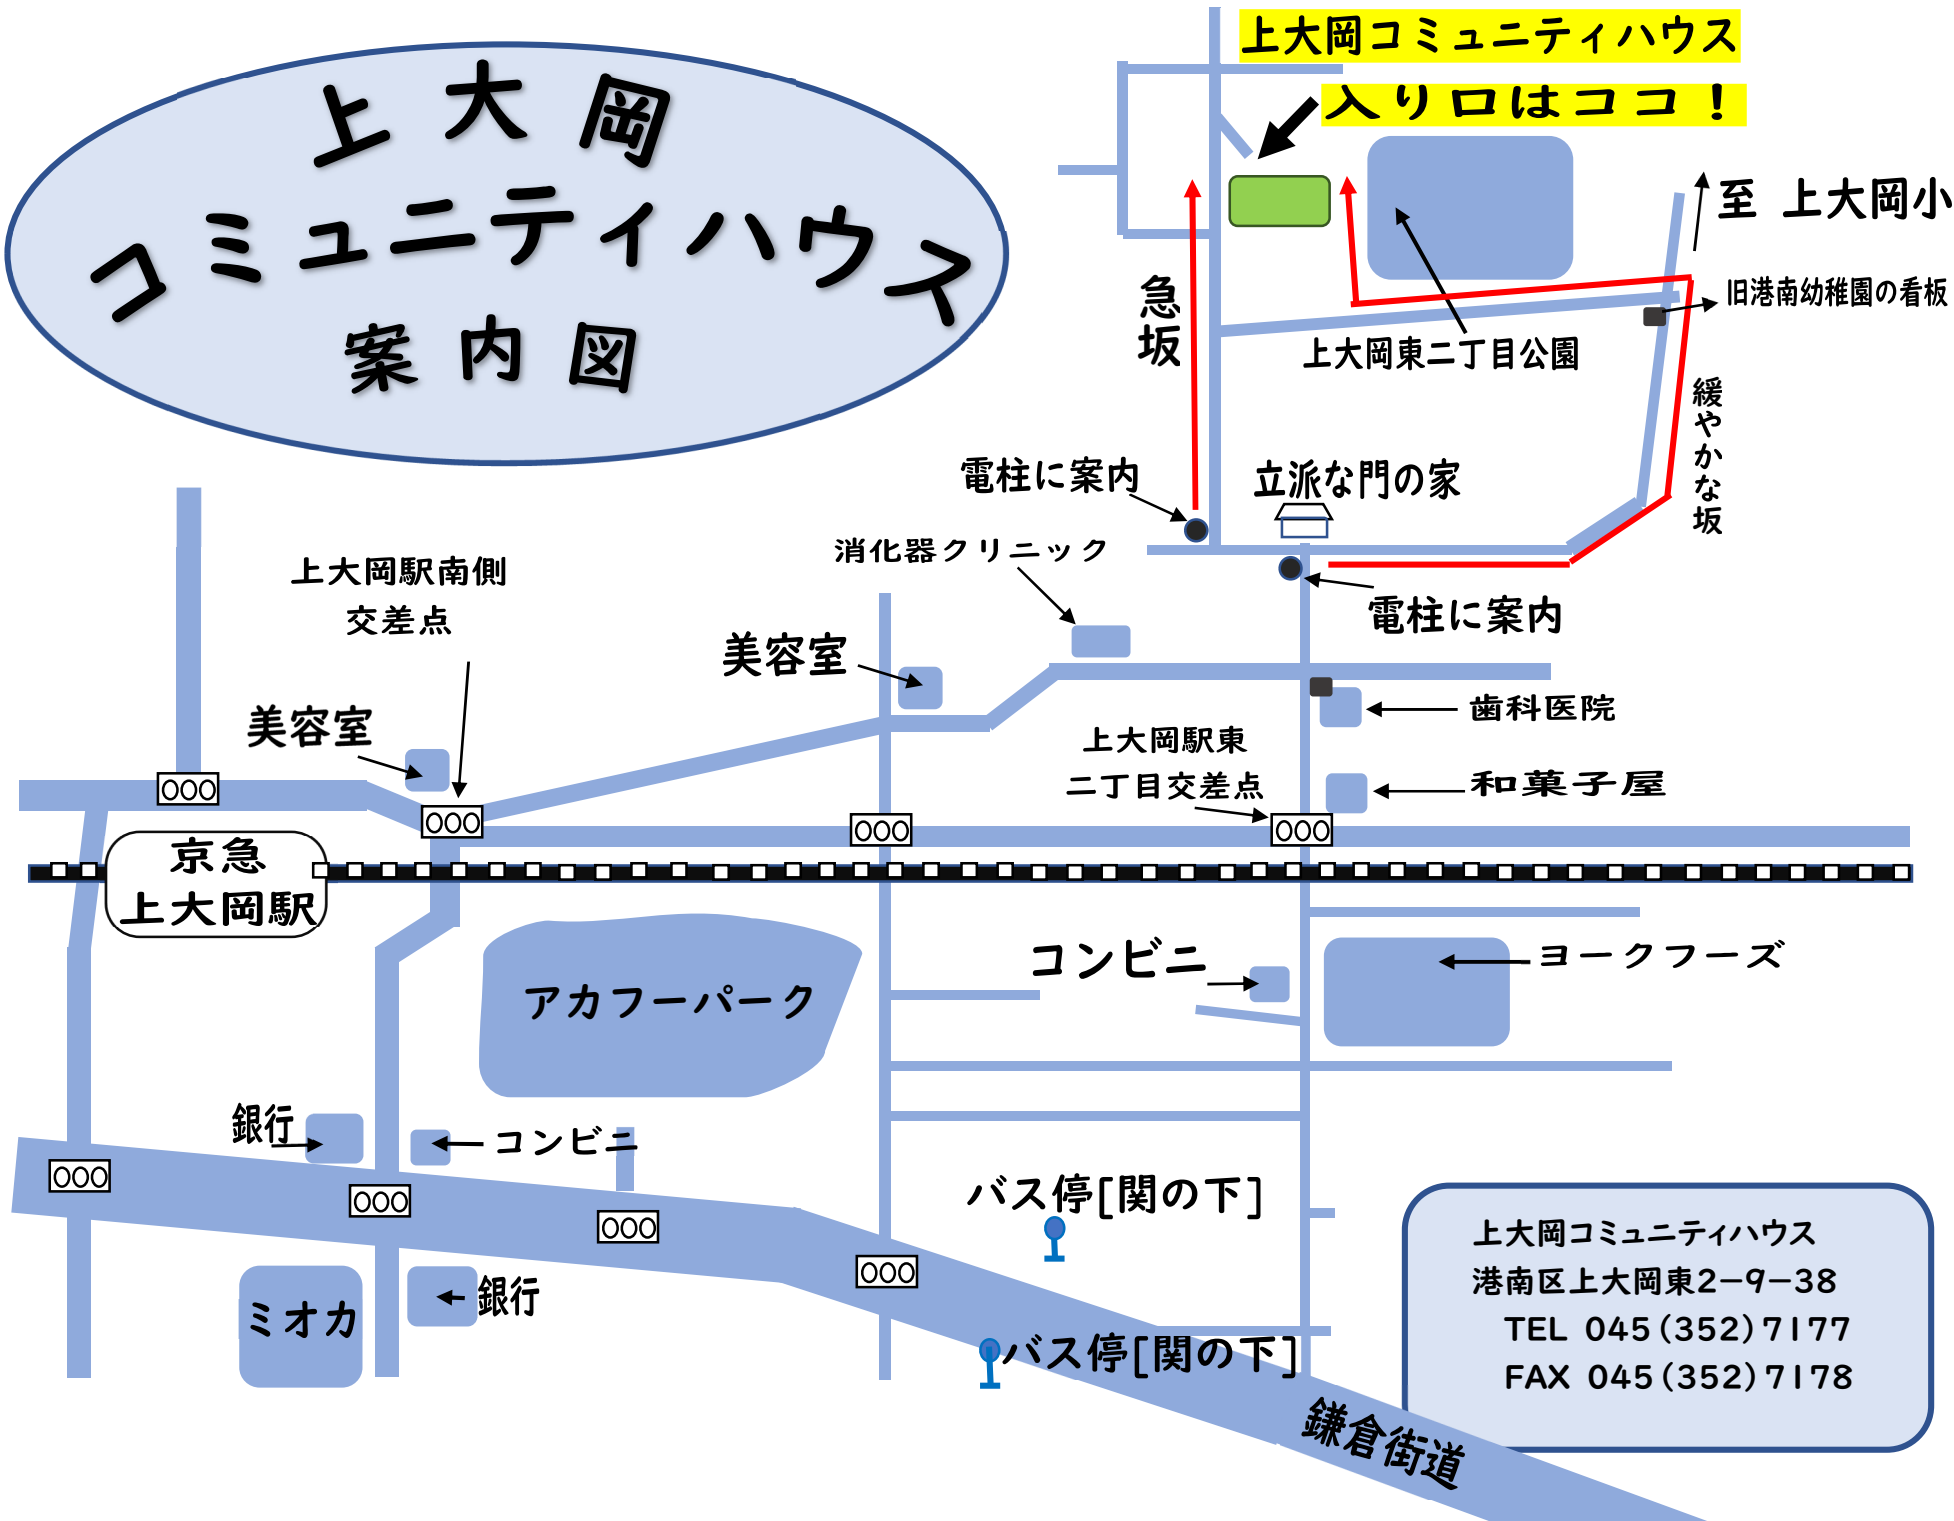 上大岡
コミュニティハウス
案内図
上大岡コミュニティハウス
入り口はココ！
至 上大岡小
旧港南幼稚園の看板
急坂
上大岡東二丁目公園
緩やかな坂
電柱に案内
立派な門の家
消化器クリニック
電柱に案内
上大岡駅南側
交差点
美容室
美容室
歯科医院
上大岡駅東
二丁目交差点
和菓子屋
京急
上大岡駅
コンビニ
ヨークフーズ
アカフーパーク
銀行
コンビニ
バス停[関の下]
ミオカ
銀行
バス停[関の下]
鎌倉街道
上大岡コミュニティハウス
港南区上大岡東2－9－38
TEL 045(352)7177
FAX 045(352)7178